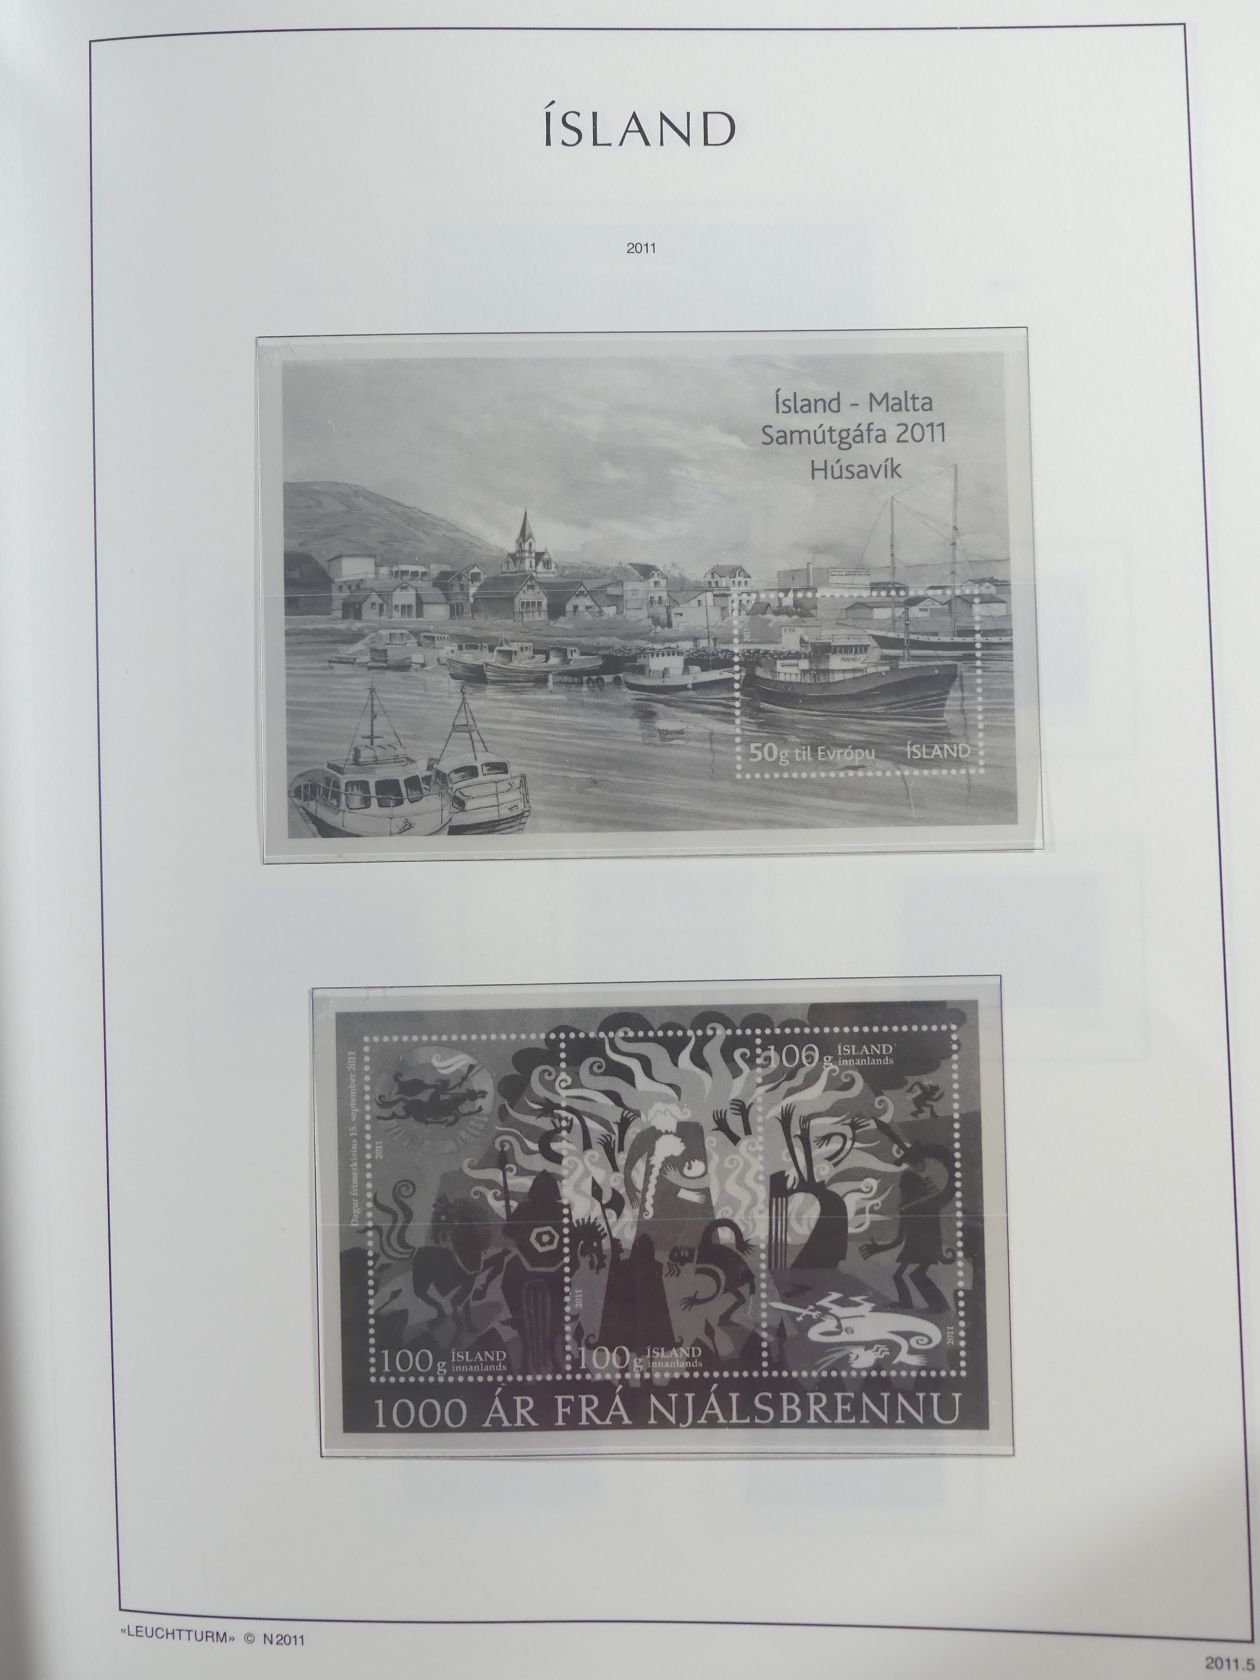 ÍSLAND
2011
Ísland - Malta
Samútgáfa 2011
Húsavík
2011
50g til Evrópu ÍSLAND
Dagur frímerkisins 15. september 2011
2011
100g ÍSLAND
innanlands
100g ÍSLAND
innanlands
2011
100g ÍSLAND
innanlands
2011
1000 ÁR FRÁ NJÁLSBRENNU
«LEUCHTTURM» © N2011
2011.5